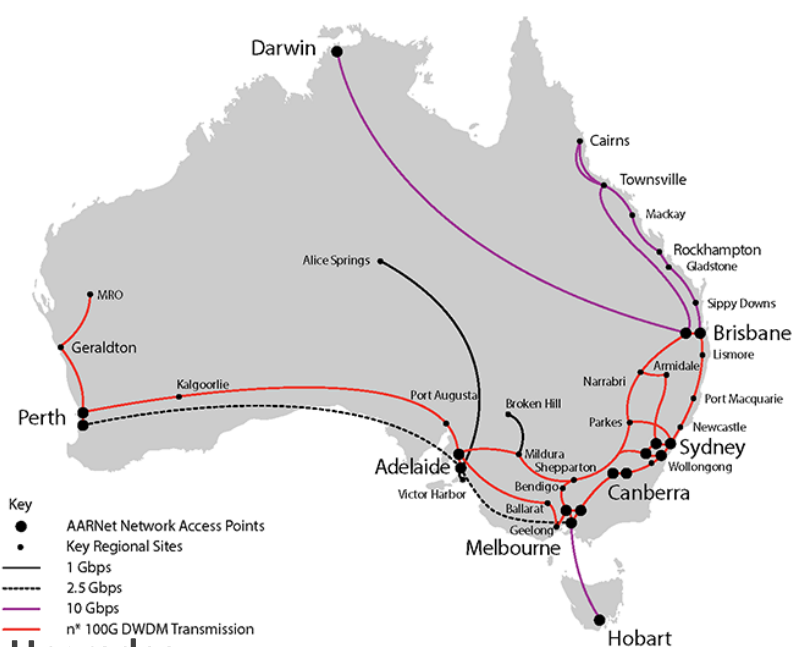 Darwin
Cairns
Townsville
Mackay
Rockhampton
Gladstone
Alice Springs
MRO
Sippy Downs
Brisbane
Geraldton
Lismore
Armidale
Narrabri
Kalgoorlie
Port Augusta
Broken Hill
Port Macquarie
Perth
Parkes
Newcastle
Sydney
Mildura
Adelaide
Shepparton
Wollongong
Bendigo
Victor Harbor
Canberra
Ballarat
Geelong
Melbourne
Hobart
Key
AARNet Network Access Points
Key Regional Sites
1 Gbps
2.5 Gbps
10 Gbps
n* 100G DWDM Transmission